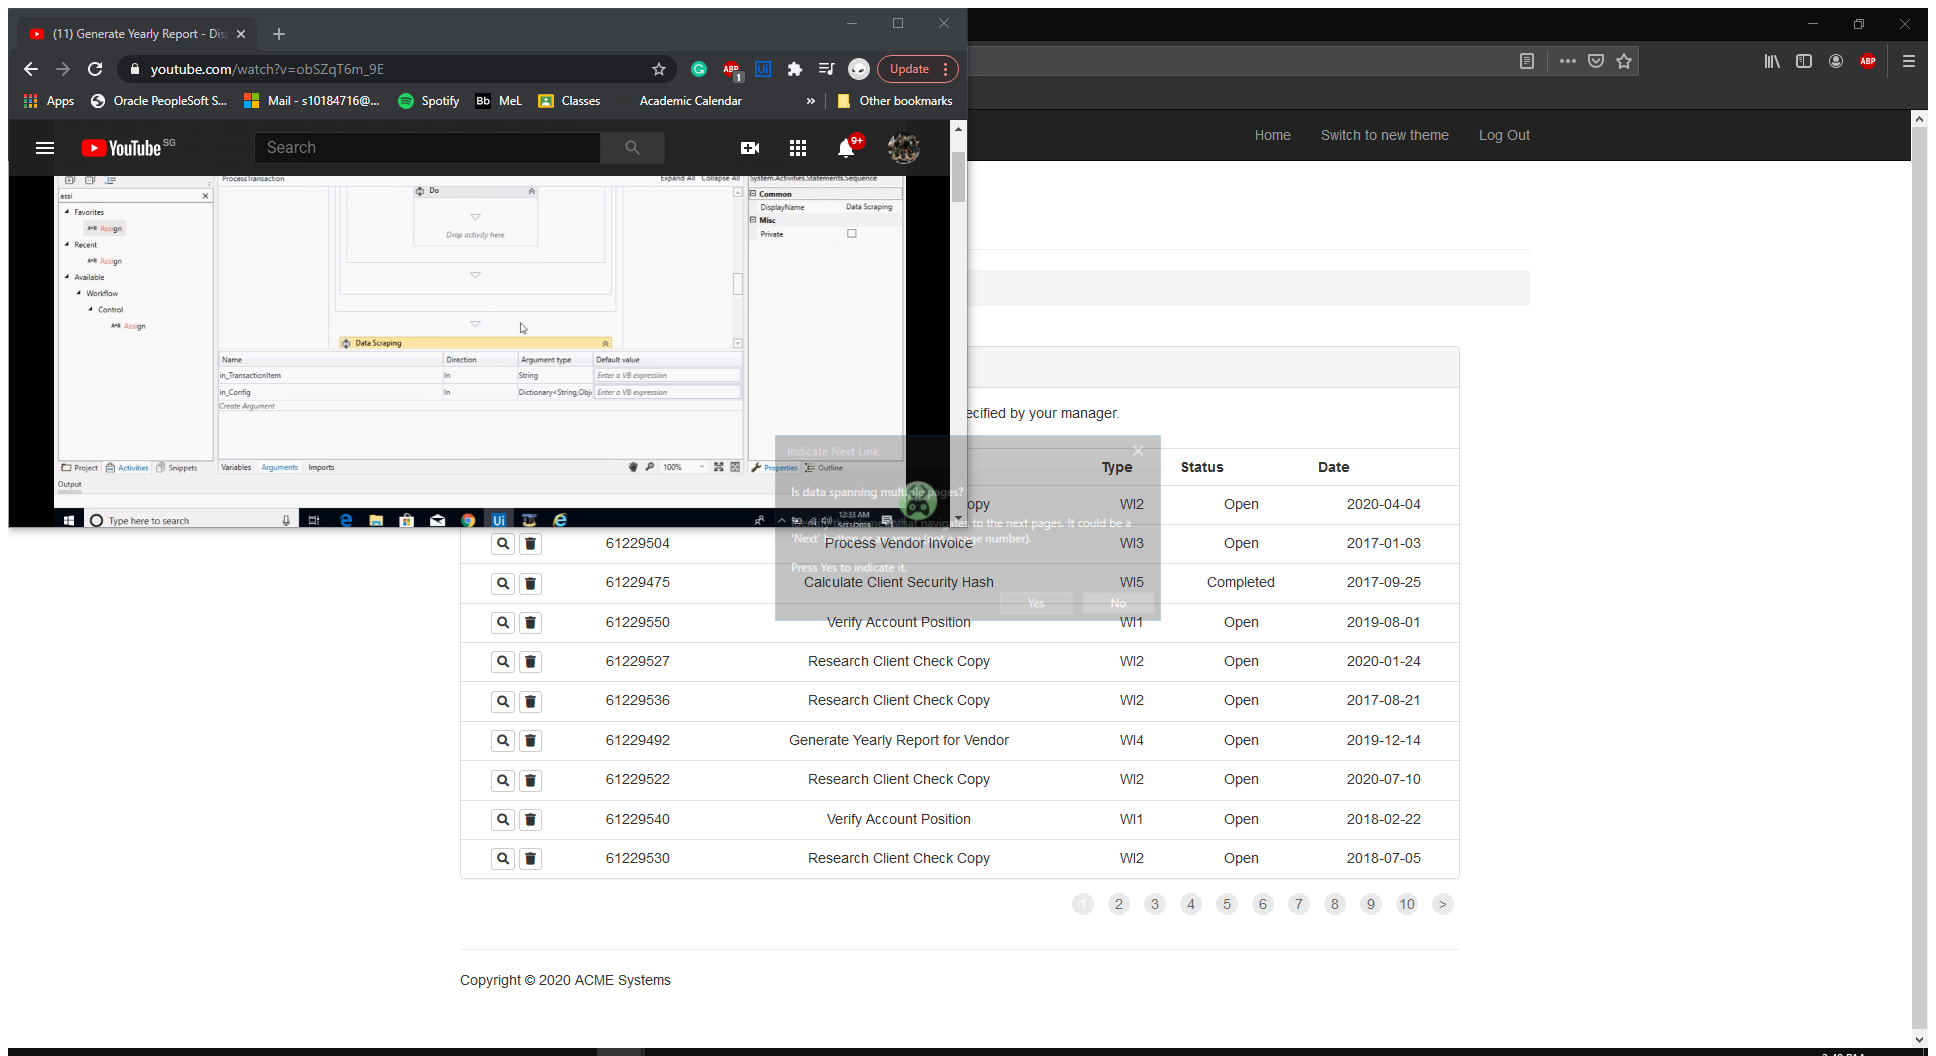 (11) Generate Yearly Report - Dis
youtube.com/watch?v=obSZqT6m_9E
Update
Apps
Oracle PeopleSoft S...
Mail - s10184716@...
Spotify
Bb MeL
Classes
Academic Calendar
»
Other bookmarks
ABP
1
Ui
YouTube SG
Search
9+
Home
Switch to new theme
Log Out
ProcessTransaction
Expand All
Collapse All
System.Activities.Statements.Sequence
assi
Favorites
A*B Assign
Recent
A*B Assign
Available
Workflow
Control
A*B Assign
Do
Drop activity here
Data Scraping
Common
DisplayName
Data Scraping
Misc
Private
Name
Direction
Argument type
Default value
in_TransactionItem
In
String
Enter a VB expression
in_Config
In
Dictionary<String,Obj
Enter a VB expression
Create Argument
Project
Activities
Snippets
Variables
Arguments
Imports
100%
Properties
Outline
Output
Type here to search
12:33 AM
ecified by your manager.
Indicate Next Link
Is data spanning multiple pages?
that navigates to the next pages. It could be a
'Next' button or an arrow (not a page number).
Press Yes to indicate it.
Yes
No
Type
Status
Date
opy
WI2
Open
2020-04-04
61229504
Process Vendor Invoice
WI3
Open
2017-01-03
61229475
Calculate Client Security Hash
WI5
Completed
2017-09-25
61229550
Verify Account Position
WI1
Open
2019-08-01
61229527
Research Client Check Copy
WI2
Open
2020-01-24
61229536
Research Client Check Copy
WI2
Open
2017-08-21
61229492
Generate Yearly Report for Vendor
WI4
Open
2019-12-14
61229522
Research Client Check Copy
WI2
Open
2020-07-10
61229540
Verify Account Position
WI1
Open
2018-02-22
61229530
Research Client Check Copy
WI2
Open
2018-07-05
1 2 3 4 5 6 7 8 9 10 >
Copyright © 2020 ACME Systems